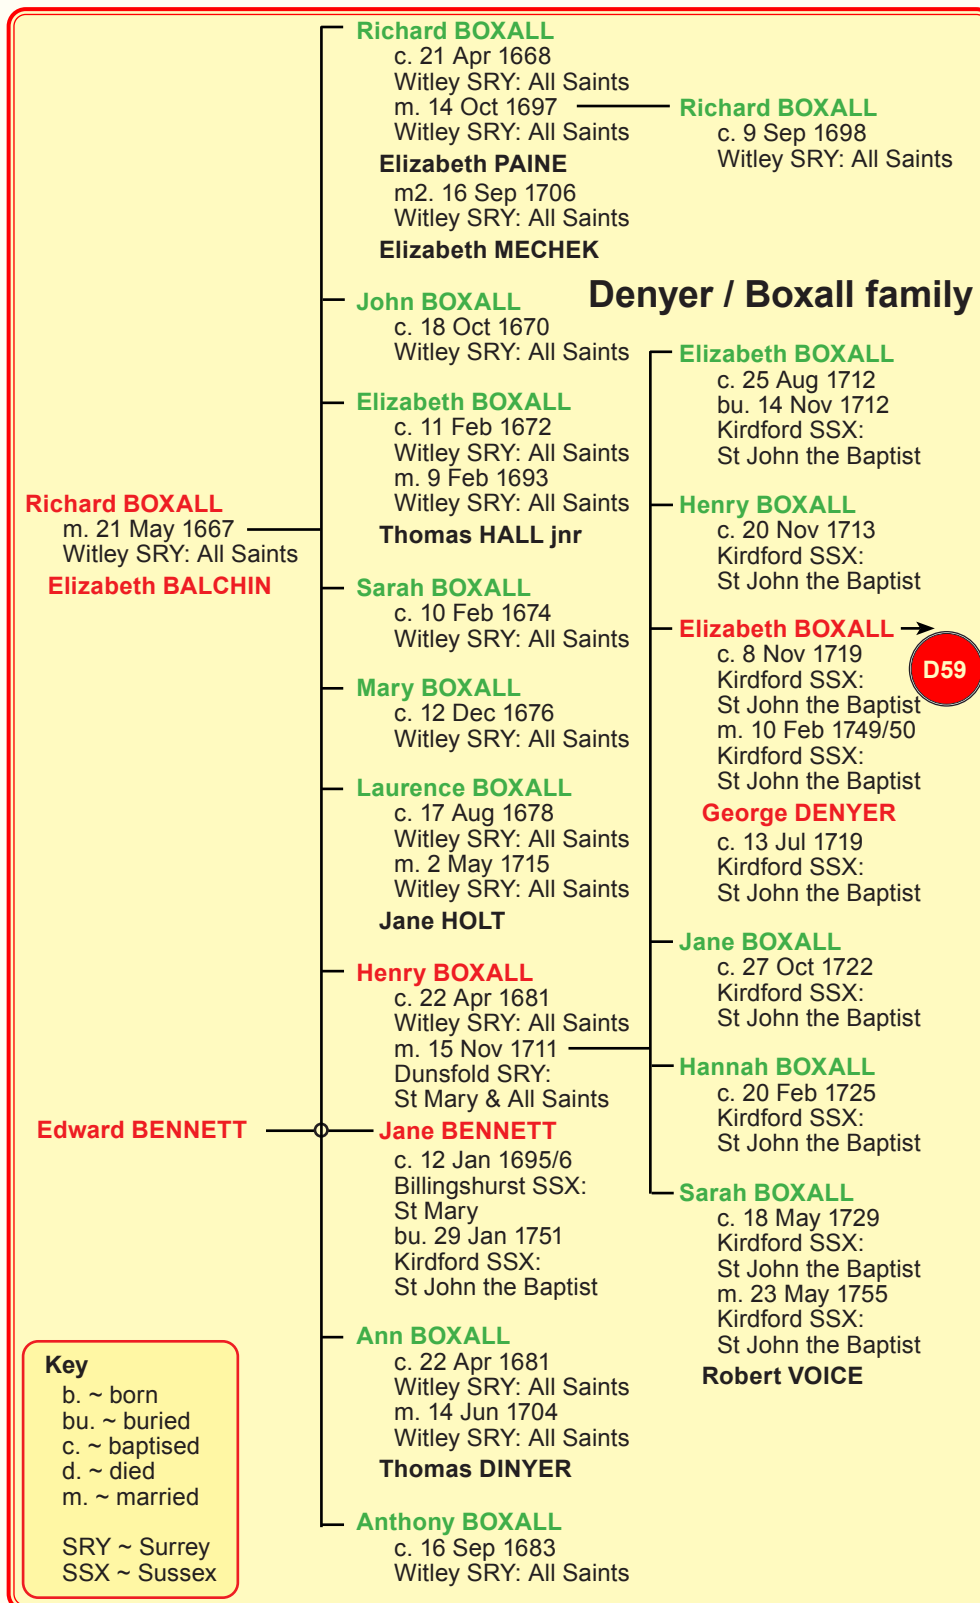 Richard BOXALL
m. 21 May 1667
Witley SRY: All Saints
Elizabeth BALCHIN
Edward BENNETT
Richard BOXALL
c. 21 Apr 1668
Witley SRY: All Saints
m. 14 Oct 1697
Witley SRY: All Saints
Elizabeth PAINE
m2. 16 Sep 1706
Witley SRY: All Saints
Elizabeth MECHEK
John BOXALL
c. 18 Oct 1670
Witley SRY: All Saints
Elizabeth BOXALL
c. 11 Feb 1672
Witley SRY: All Saints
m. 9 Feb 1693
Witley SRY: All Saints
Thomas HALL jnr
Sarah BOXALL
c. 10 Feb 1674
Witley SRY: All Saints
Mary BOXALL
c. 12 Dec 1676
Witley SRY: All Saints
Laurence BOXALL
c. 17 Aug 1678
Witley SRY: All Saints
m. 2 May 1715
Witley SRY: All Saints
Jane HOLT
Henry BOXALL
c. 22 Apr 1681
Witley SRY: All Saints
m. 15 Nov 1711
Dunsfold SRY:
St Mary & All Saints
Jane BENNETT
c. 12 Jan 1695/6
Billingshurst SSX:
St Mary
bu. 29 Jan 1751
Kirdford SSX:
St John the Baptist
Ann BOXALL
c. 22 Apr 1681
Witley SRY: All Saints
m. 14 Jun 1704
Witley SRY: All Saints
Thomas DINYER
Anthony BOXALL
c. 16 Sep 1683
Witley SRY: All Saints
Richard BOXALL
c. 9 Sep 1698
Witley SRY: All Saints
Denyer / Boxall family
Elizabeth BOXALL
c. 25 Aug 1712
bu. 14 Nov 1712
Kirdford SSX:
St John the Baptist
Henry BOXALL
c. 20 Nov 1713
Kirdford SSX:
St John the Baptist
Elizabeth BOXALL
c. 8 Nov 1719
Kirdford SSX:
St John the Baptist
m. 10 Feb 1749/50
Kirdford SSX:
St John the Baptist
D59
George DENYER
c. 13 Jul 1719
Kirdford SSX:
St John the Baptist
Jane BOXALL
c. 27 Oct 1722
Kirdford SSX:
St John the Baptist
Hannah BOXALL
c. 20 Feb 1725
Kirdford SSX:
St John the Baptist
Sarah BOXALL
c. 18 May 1729
Kirdford SSX:
St John the Baptist
m. 23 May 1755
Kirdford SSX:
St John the Baptist
Robert VOICE
Key
b. ~ born
bu. ~ buried
c. ~ baptised
d. ~ died
m. ~ married
SRY ~ Surrey
SSX ~ Sussex